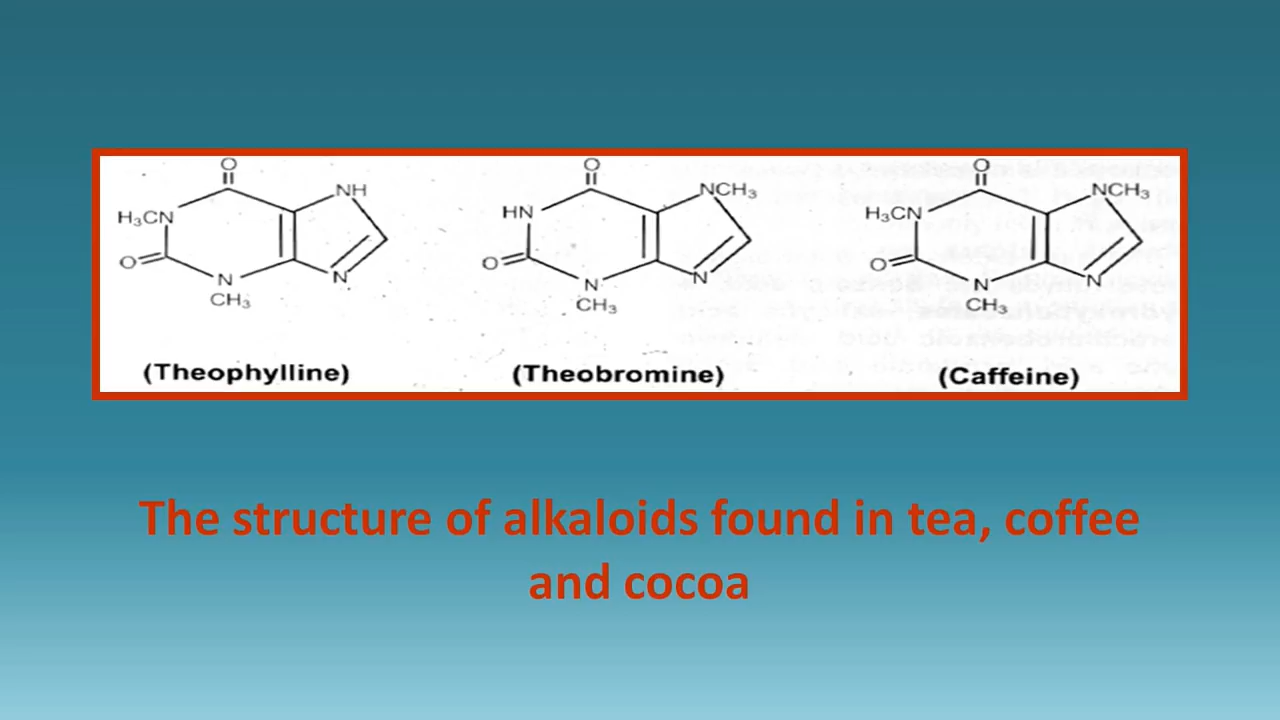 O O O
NH NCH₃ NCH₃
H₃CN HN H₃CN
O O O
N N N N N N
CH₃ CH₃ CH₃
(Theophylline) (Theobromine) (Caffeine)
The structure of alkaloids found in tea, coffee
and cocoa